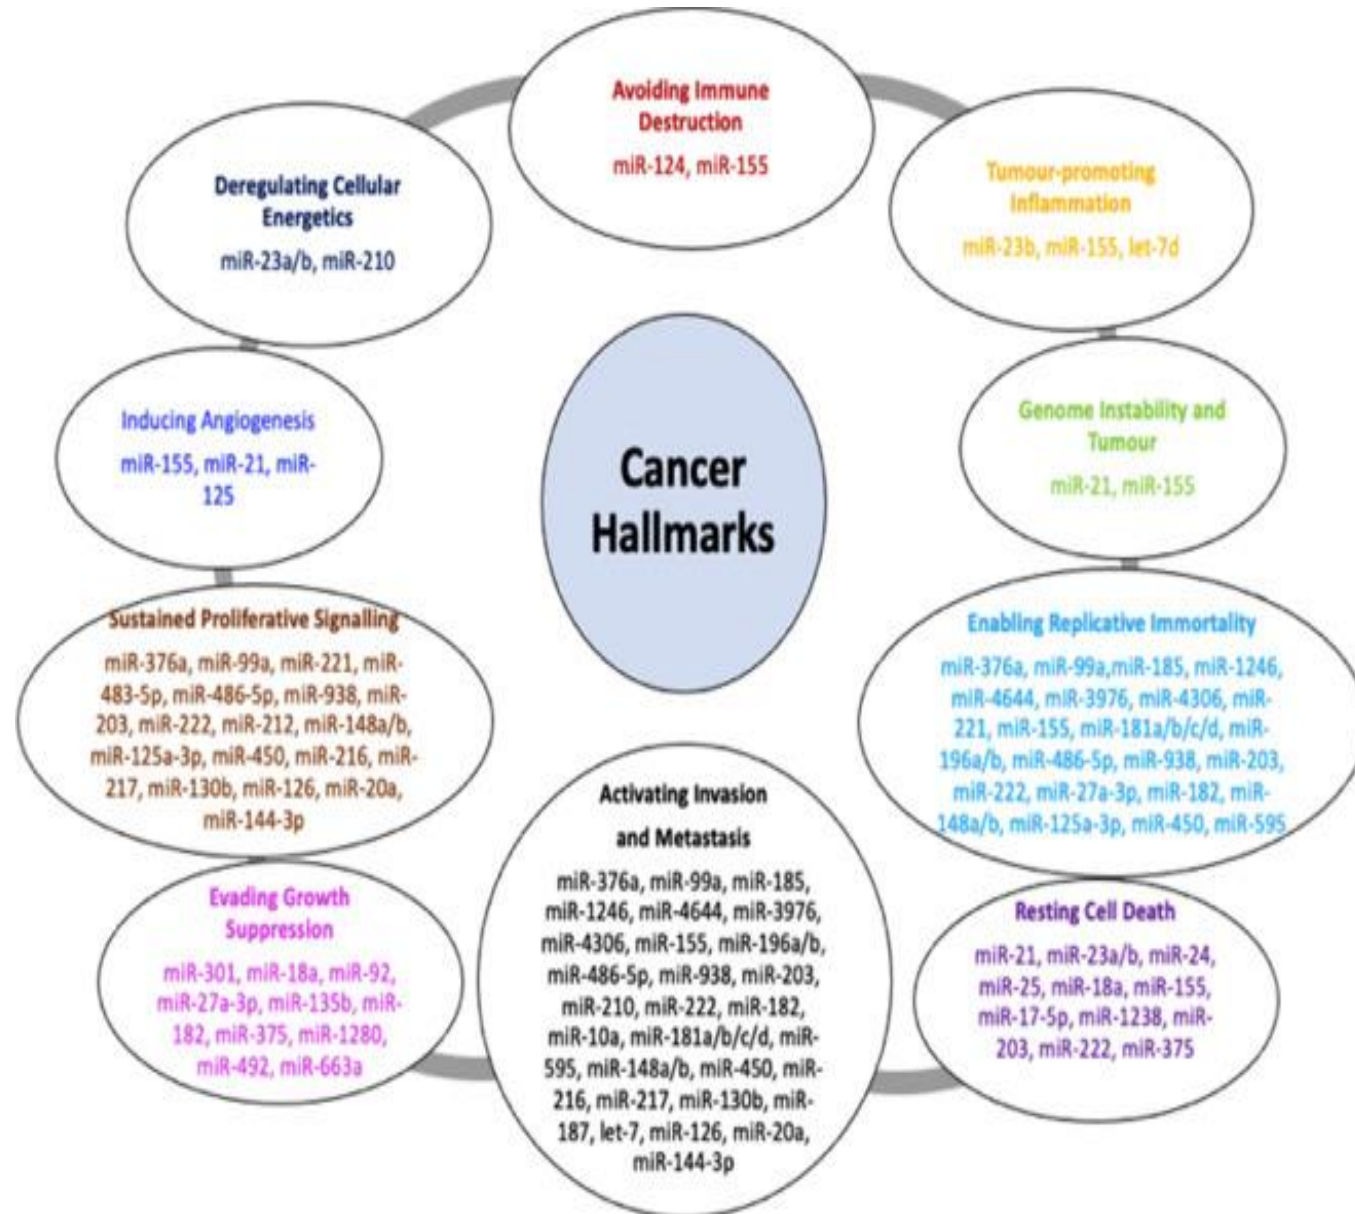 Avoiding Immune
Destruction
miR-124, miR-155
Tumour-promoting
Inflammation
miR-23b, miR-155, let-7d
Genome Instability and
Tumour
miR-21, miR-155
Enabling Replicative Immortality
miR-376a, miR-99a,miR-185, miR-1246,
miR-4644, miR-3976, miR-4306, miR-
221, miR-155, miR-181a/b/c/d, miR-
196a/b, miR-486-5p, miR-938, miR-203,
miR-222, miR-27a-3p, miR-182, miR-
148a/b, miR-125a-3p, miR-450, miR-595
Resting Cell Death
miR-21, miR-23a/b, miR-24,
miR-25, miR-18a, miR-155,
miR-17-5p, miR-1238, miR-
203, miR-222, miR-375
Activating Invasion
and Metastasis
miR-376a, miR-99a, miR-185,
miR-1246, miR-4644, miR-3976,
miR-4306, miR-155, miR-196a/b,
miR-486-5p, miR-938, miR-203,
miR-210, miR-222, miR-182,
miR-10a, miR-181a/b/c/d, miR-
595, miR-148a/b, miR-450, miR-
216, miR-217, miR-130b, miR-
187, let-7, miR-126, miR-20a,
miR-144-3p
Evading Growth
Suppression
miR-301, miR-18a, miR-92,
miR-27a-3p, miR-135b, miR-
182, miR-375, miR-1280,
miR-492, miR-663a
Sustained Proliferative Signalling
miR-376a, miR-99a, miR-221, miR-
483-5p, miR-486-5p, miR-938, miR-
203, miR-222, miR-212, miR-148a/b,
miR-125a-3p, miR-450, miR-216, miR-
217, miR-130b, miR-126, miR-20a,
miR-144-3p
Inducing Angiogenesis
miR-155, miR-21, miR-
125
Deregulating Cellular
Energetics
miR-23a/b, miR-210
Cancer
Hallmarks